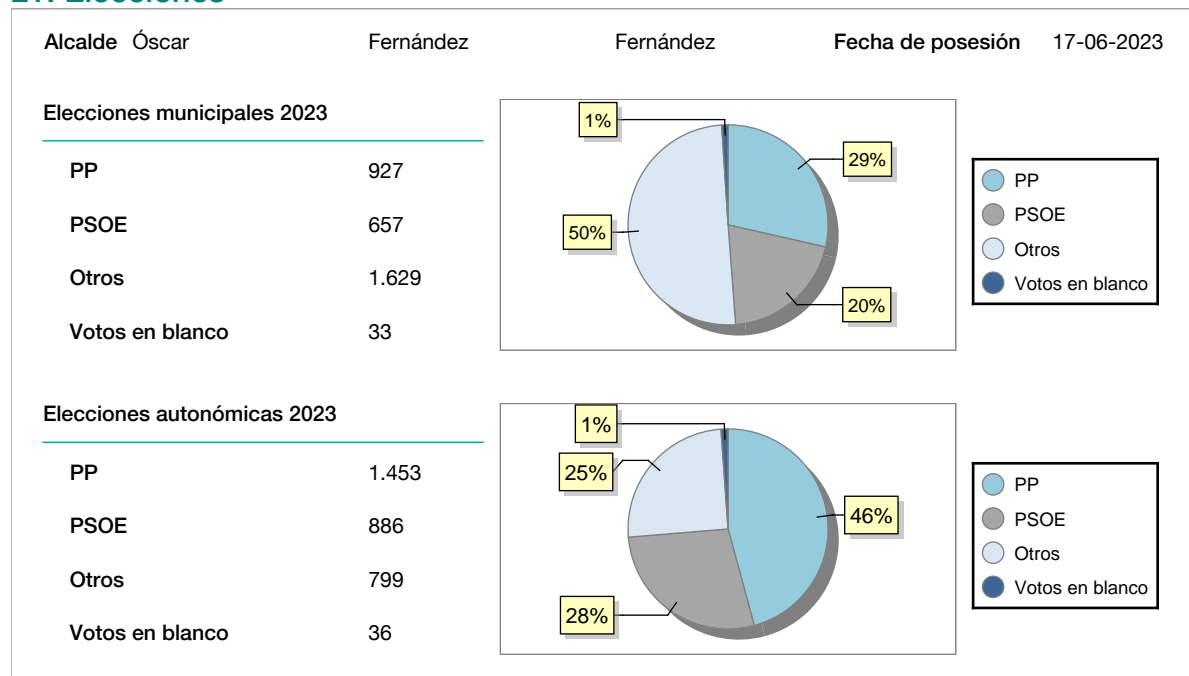 Alcalde Óscar Fernández Fernández Fecha de posesión 17-06-2023
Elecciones municipales 2023
PP 927
PSOE 657
Otros 1.629
Votos en blanco 33
1%
29%
50%
20%
PP
PSOE
Otros
Votos en blanco
Elecciones autonómicas 2023
PP 1.453
PSOE 886
Otros 799
Votos en blanco 36
1%
25%
46%
28%
PP
PSOE
Otros
Votos en blanco